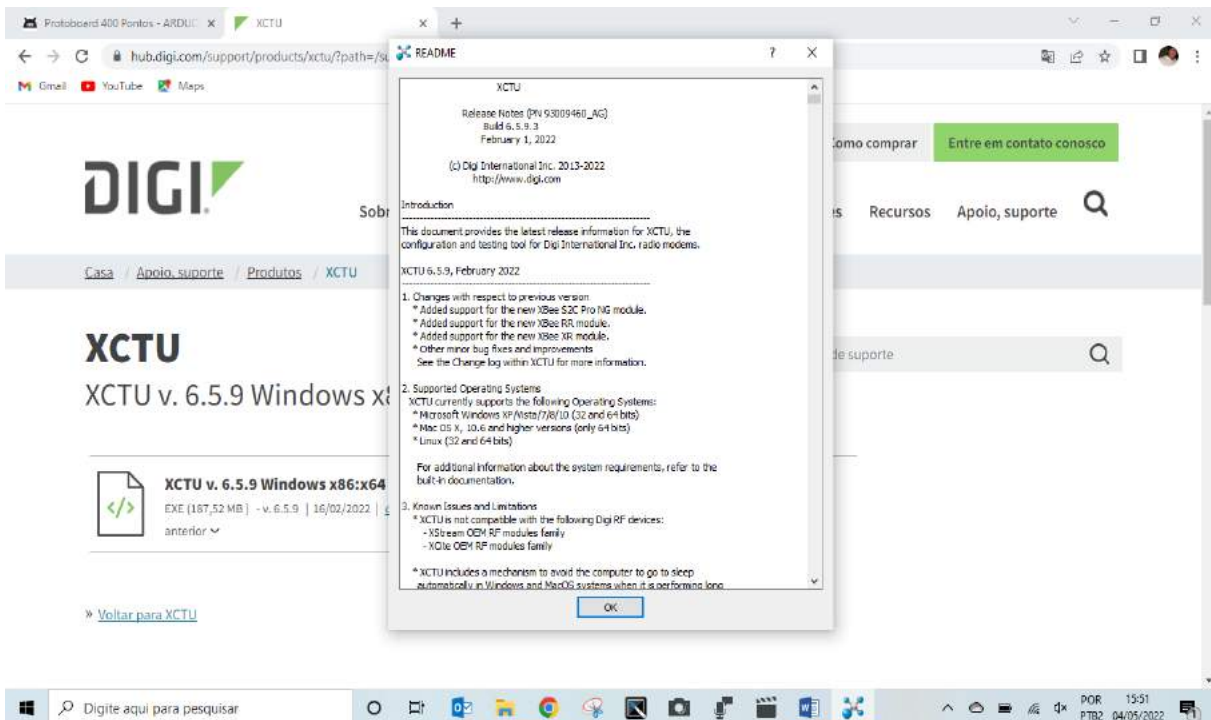 Protoboard 400 Pontos - ARDUI
XCTU
hub.digi.com/support/products/xctu/?path=/su
Gmail
YouTube
Maps
README
XCTU
Release Notes (PN 93009460_AG)
Build 6.5.9.3
February 1, 2022
(c) Digi International Inc. 2013-2022
http://www.digi.com
Introduction
This document provides the latest release information for XCTU, the
configuration and testing tool for Digi International Inc. radio modems.
XCTU 6.5.9, February 2022
1. Changes with respect to previous version
* Added support for the new XBee S2C Pro NG module.
* Added support for the new XBee RR module.
* Added support for the new XBee XR module.
* Other minor bug fixes and improvements
See the Change log within XCTU for more information.
2. Supported Operating Systems
XCTU currently supports the following Operating Systems:
* Microsoft Windows XP/Vista/7/8/10 (32 and 64 bits)
* Mac OS X, 10.6 and higher versions (only 64 bits)
* Linux (32 and 64 bits)
For additional information about the system requirements, refer to the
built-in documentation.
3. Known Issues and Limitations
* XCTU is not compatible with the following Digi RF devices:
- XStream OEM RF modules family
- XCite OEM RF modules family
* XCTU includes a mechanism to avoid the computer to go to sleep
automatically in Windows and MacOS systems when it is performing long
OK
omo comprar
Entre em contato conosco
DIGI
Sobr
es
Recursos
Apoio, suporte
Casa / Apoio, suporte / Produtos / XCTU
XCTU
de suporte
XCTU v. 6.5.9 Windows x8
XCTU v. 6.5.9 Windows x86:x64
EXE (187,52 MB) - v. 6.5.9 | 16/02/2022 |
anterior
» Voltar para XCTU
Digite aqui para pesquisar
POR
PTB2
15:51
04/05/2022